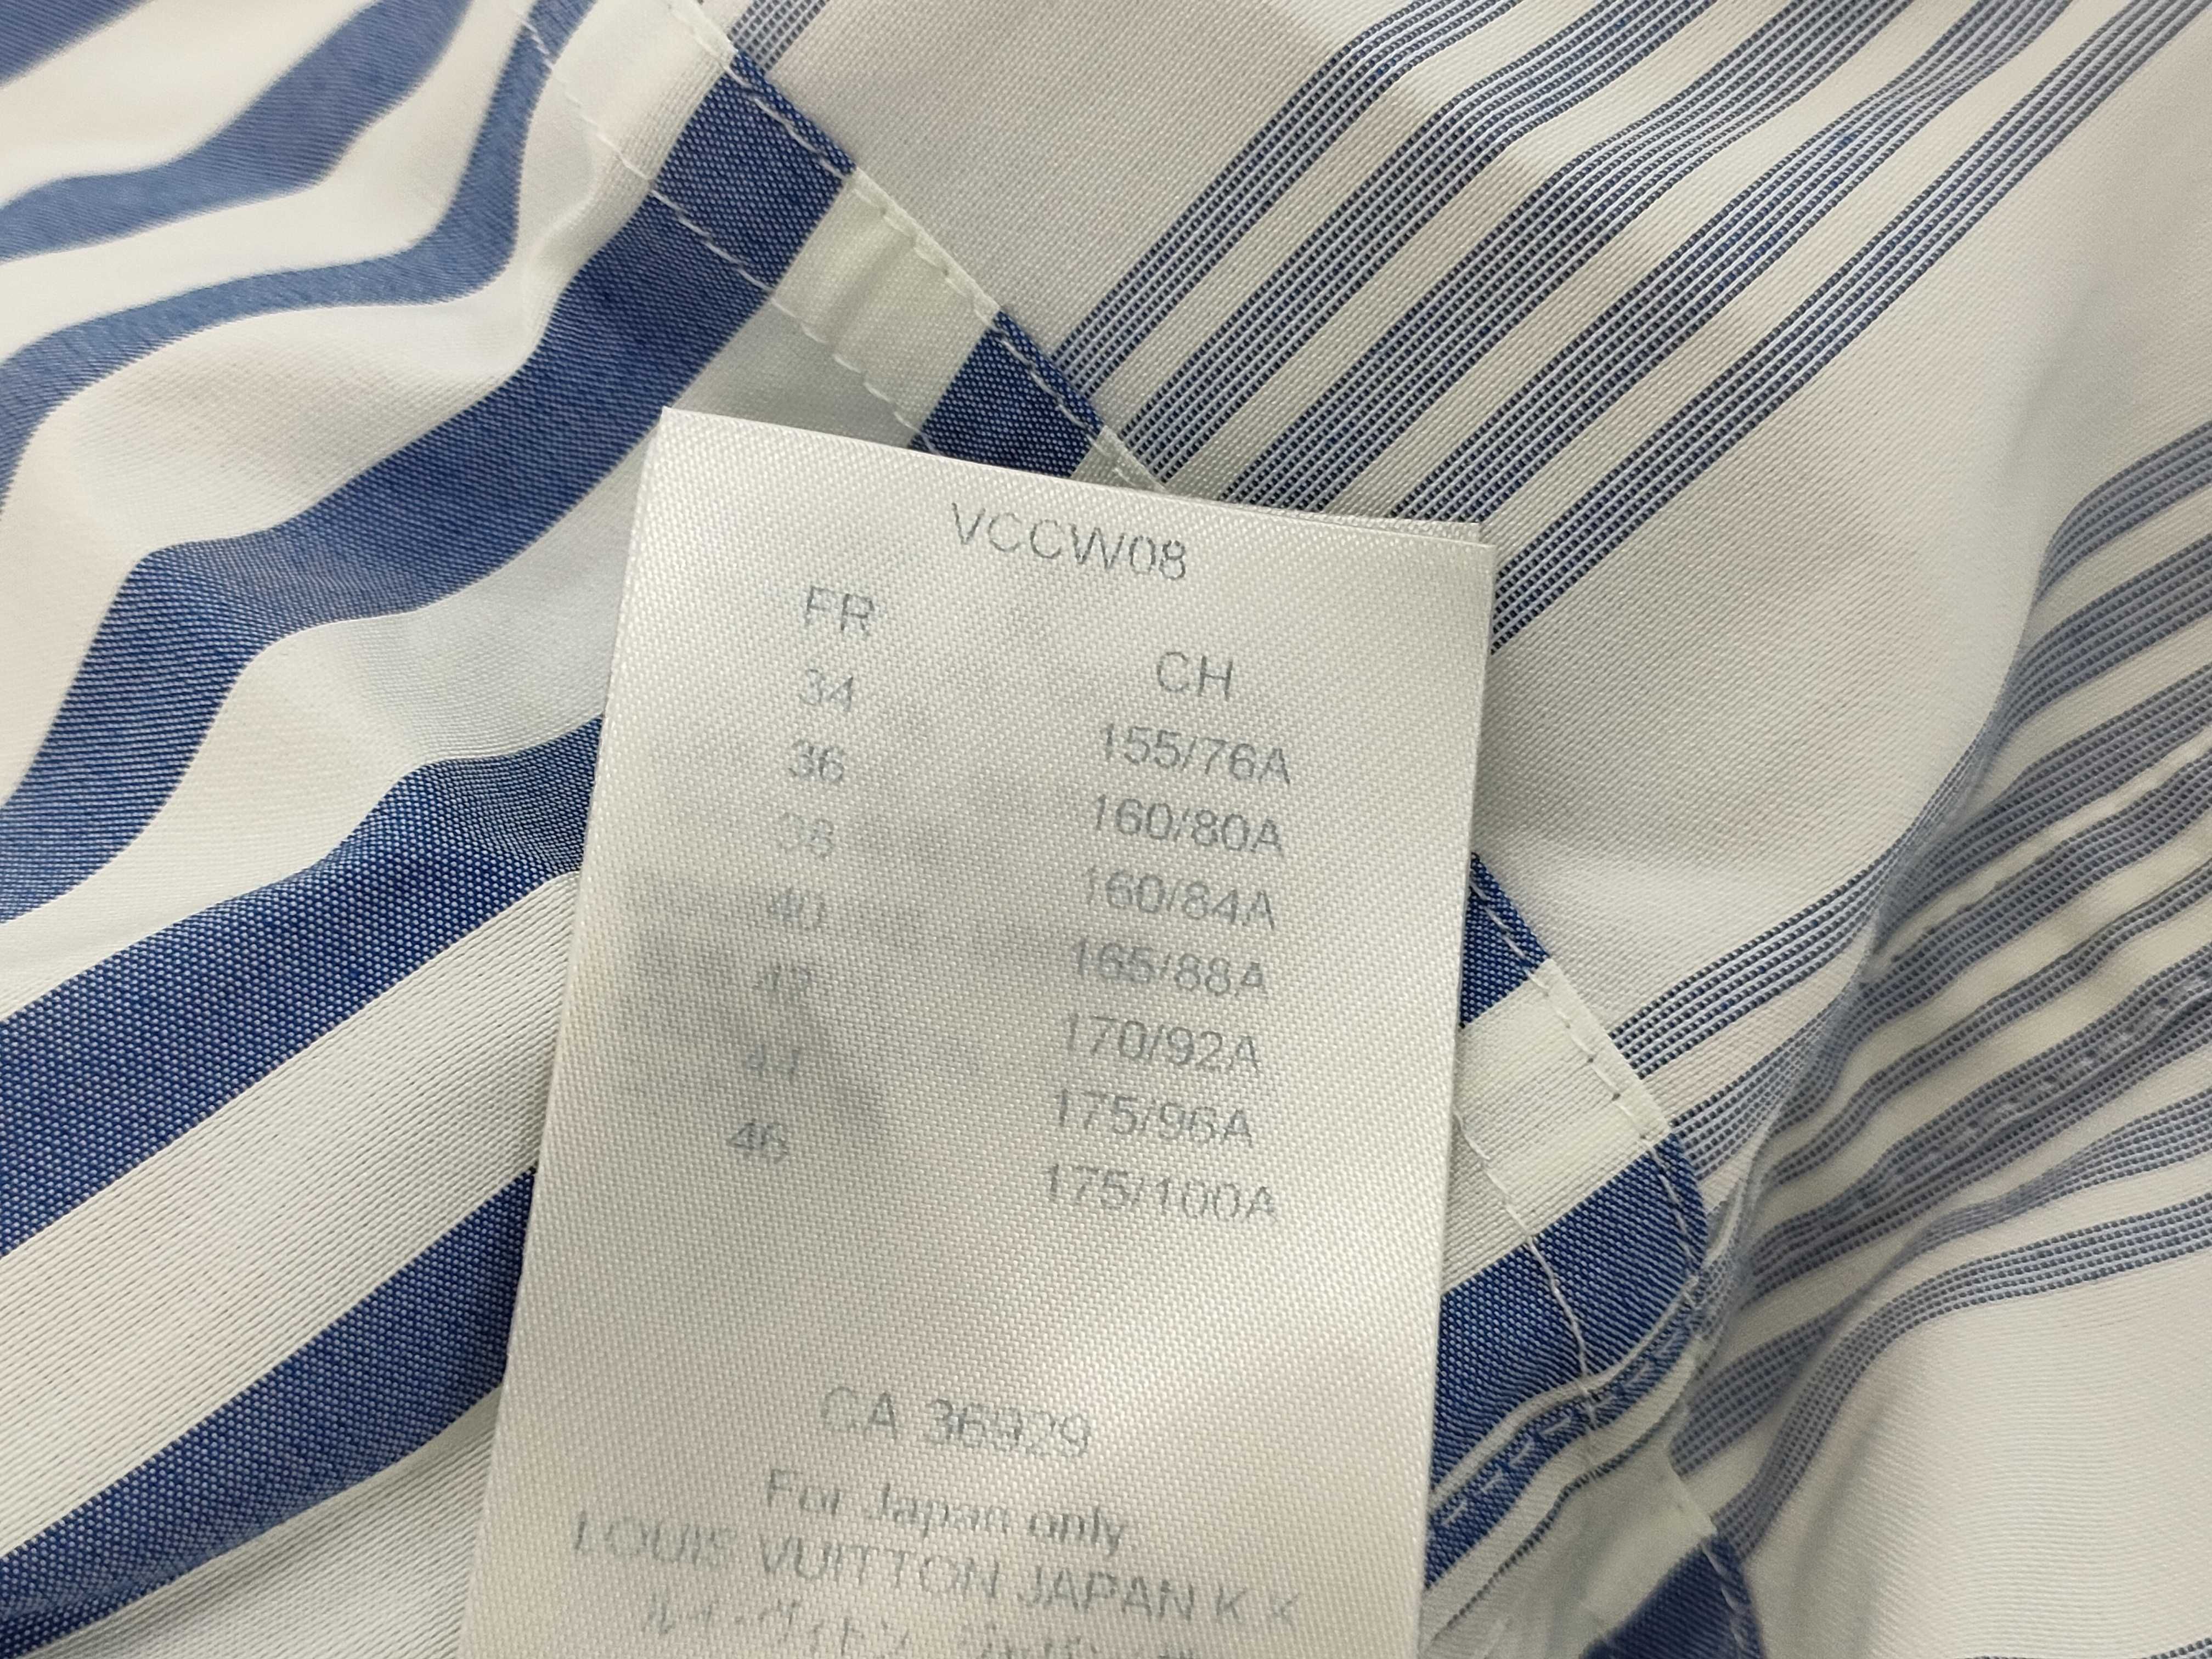 VCCW08
FR CH
34 155/76A
36 160/80A
38 160/84A
40 165/88A
42 170/92A
44 175/96A
46 175/100A
CA 36929
For Japan only:
LOUIS VUITTON JAPAN K K